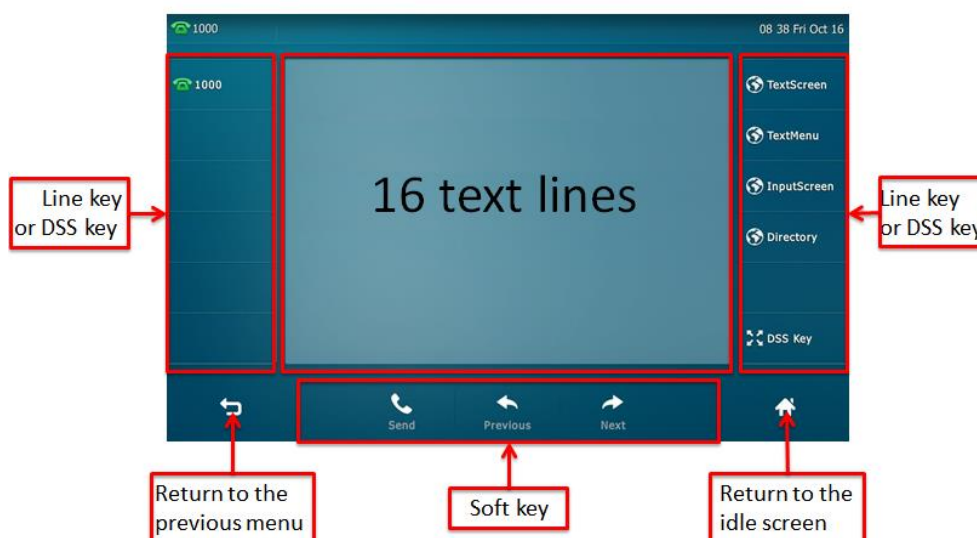 1000
08 38 Fri Oct 16
1000
TextScreen
TextMenu
16 text lines
InputScreen
Line key
or DSS key
Line key
or DSS key
Directory
DSS Key
Send
Previous
Next
Return to the
previous menu
Soft key
Return to the
idle screen